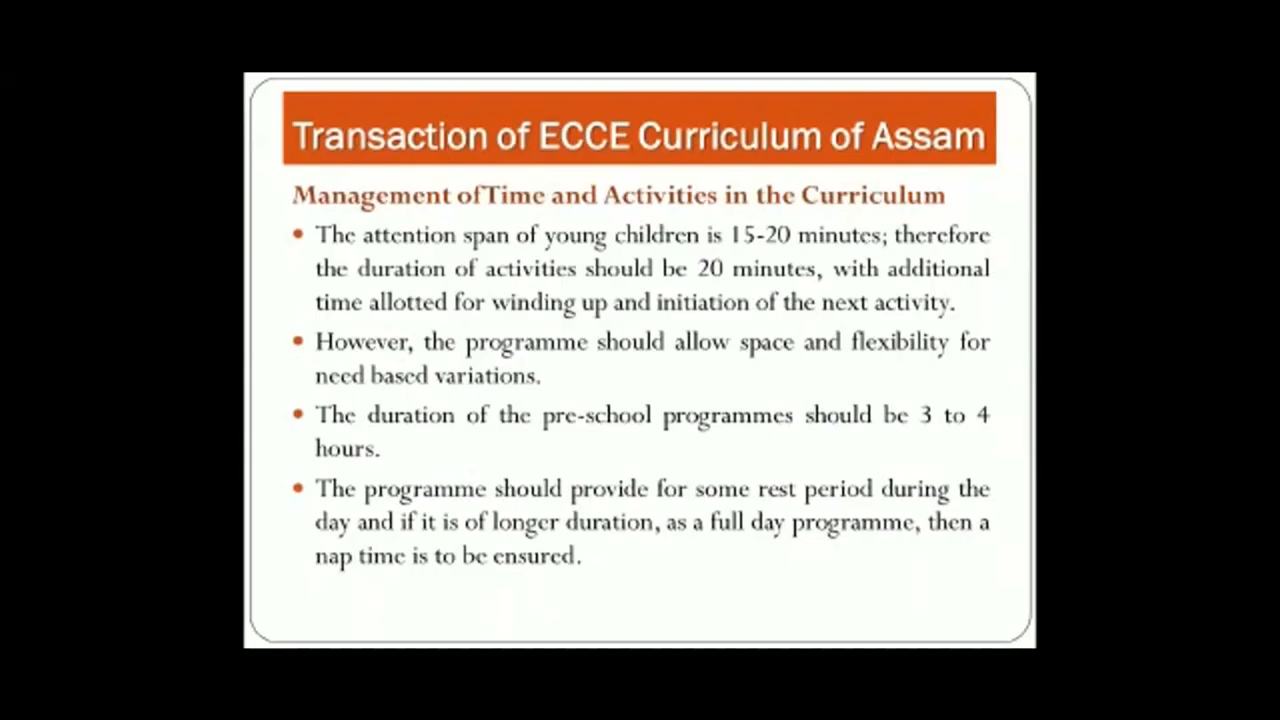 Transaction of ECCE Curriculum of Assam
Management of Time and Activities in the Curriculum
• The attention span of young children is 15-20 minutes; therefore
the duration of activities should be 20 minutes, with additional
time allotted for winding up and initiation of the next activity.
• However, the programme should allow space and flexibility for
need based variations.
• The duration of the pre-school programmes should be 3 to 4
hours.
• The programme should provide for some rest period during the
day and if it is of longer duration, as a full day programme, then a
nap time is to be ensured.